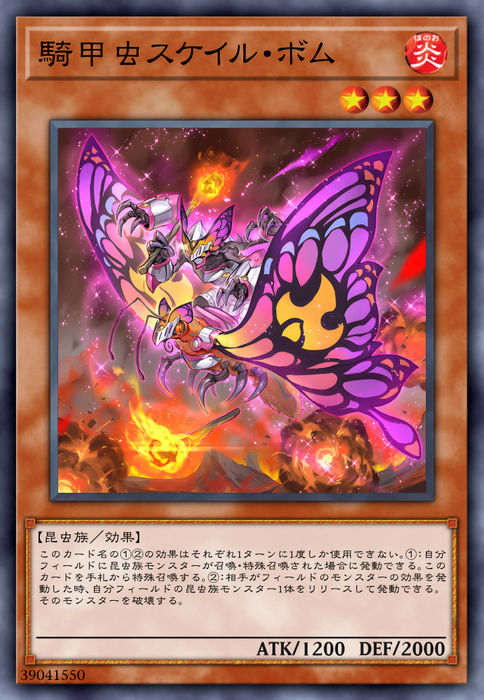 騎甲虫スケイル・ボム
ほのお
炎
【昆虫族／効果】
このカード名の①②の効果はそれぞれ1ターンに1度しか使用できない。①:自分
フィールドに昆虫族モンスターが召喚・特殊召喚された場合に発動できる。この
カードを手札から特殊召喚する。②:相手がフィールドのモンスターの効果を発
動した時、自分フィールドの昆虫族モンスター1体をリリースして発動できる。
そのモンスターを破壊する。
ATK/1200 DEF/2000
39041550